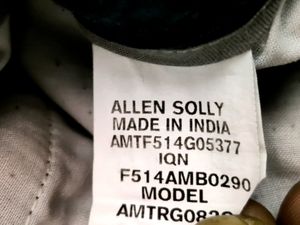 ALLEN SOLLY
MADE IN INDIA
AMTF514G05377
IQN
F514AMB0290
MODEL